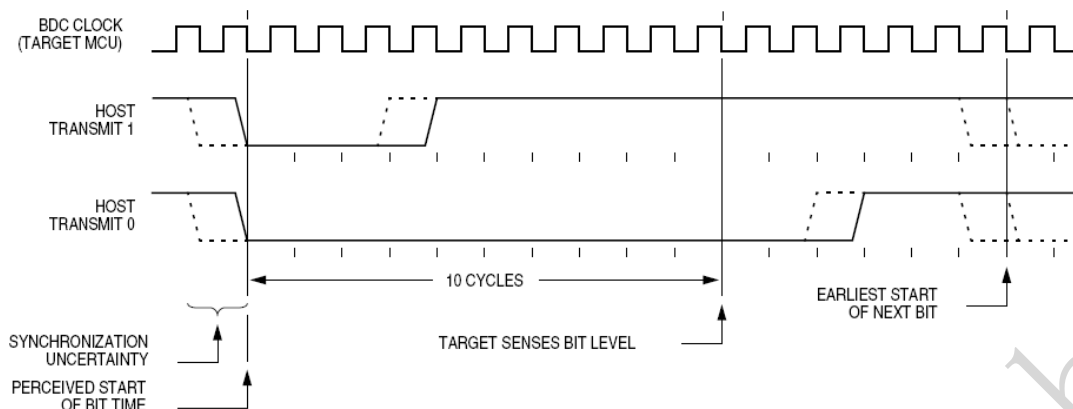 BDC CLOCK
(TARGET MCU)
HOST
TRANSMIT 1
HOST
TRANSMIT 0
10 CYCLES
EARLIEST START
OF NEXT BIT
SYNCHRONIZATION
UNCERTAINTY
TARGET SENSES BIT LEVEL
PERCEIVED START
OF BIT TIME